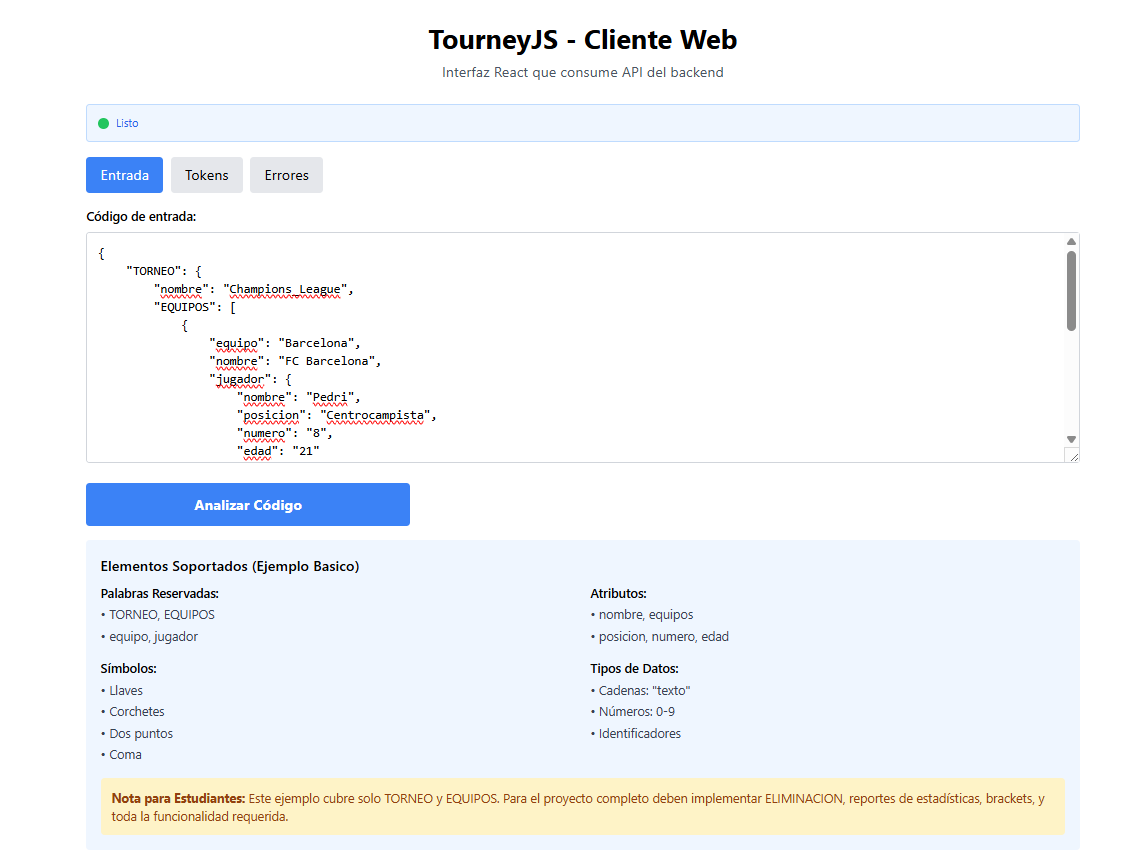 TourneyJS - Cliente Web
Interfaz React que consume API del backend
Listo
Entrada
Tokens
Errores
Código de entrada:
{
"TORNEO": {
"nombre": "Champions_League",
"EQUIPOS": [
{
"equipo": "Barcelona",
"nombre": "FC Barcelona",
"jugador": {
"nombre": "Pedri",
"posicion": "Centrocampista",
"numero": "8",
"edad": "21"
Analizar Código
Elementos Soportados (Ejemplo Basico)
Palabras Reservadas:
• TORNEO, EQUIPOS
• equipo, jugador
Atributos:
• nombre, equipos
• posicion, numero, edad
Símbolos:
• Llaves
• Corchetes
• Dos puntos
• Coma
Tipos de Datos:
• Cadenas: "texto"
• Números: 0-9
• Identificadores
Nota para Estudiantes: Este ejemplo cubre solo TORNEO y EQUIPOS. Para el proyecto completo deben implementar ELIMINACION, reportes de estadísticas, brackets, y
toda la funcionalidad requerida.